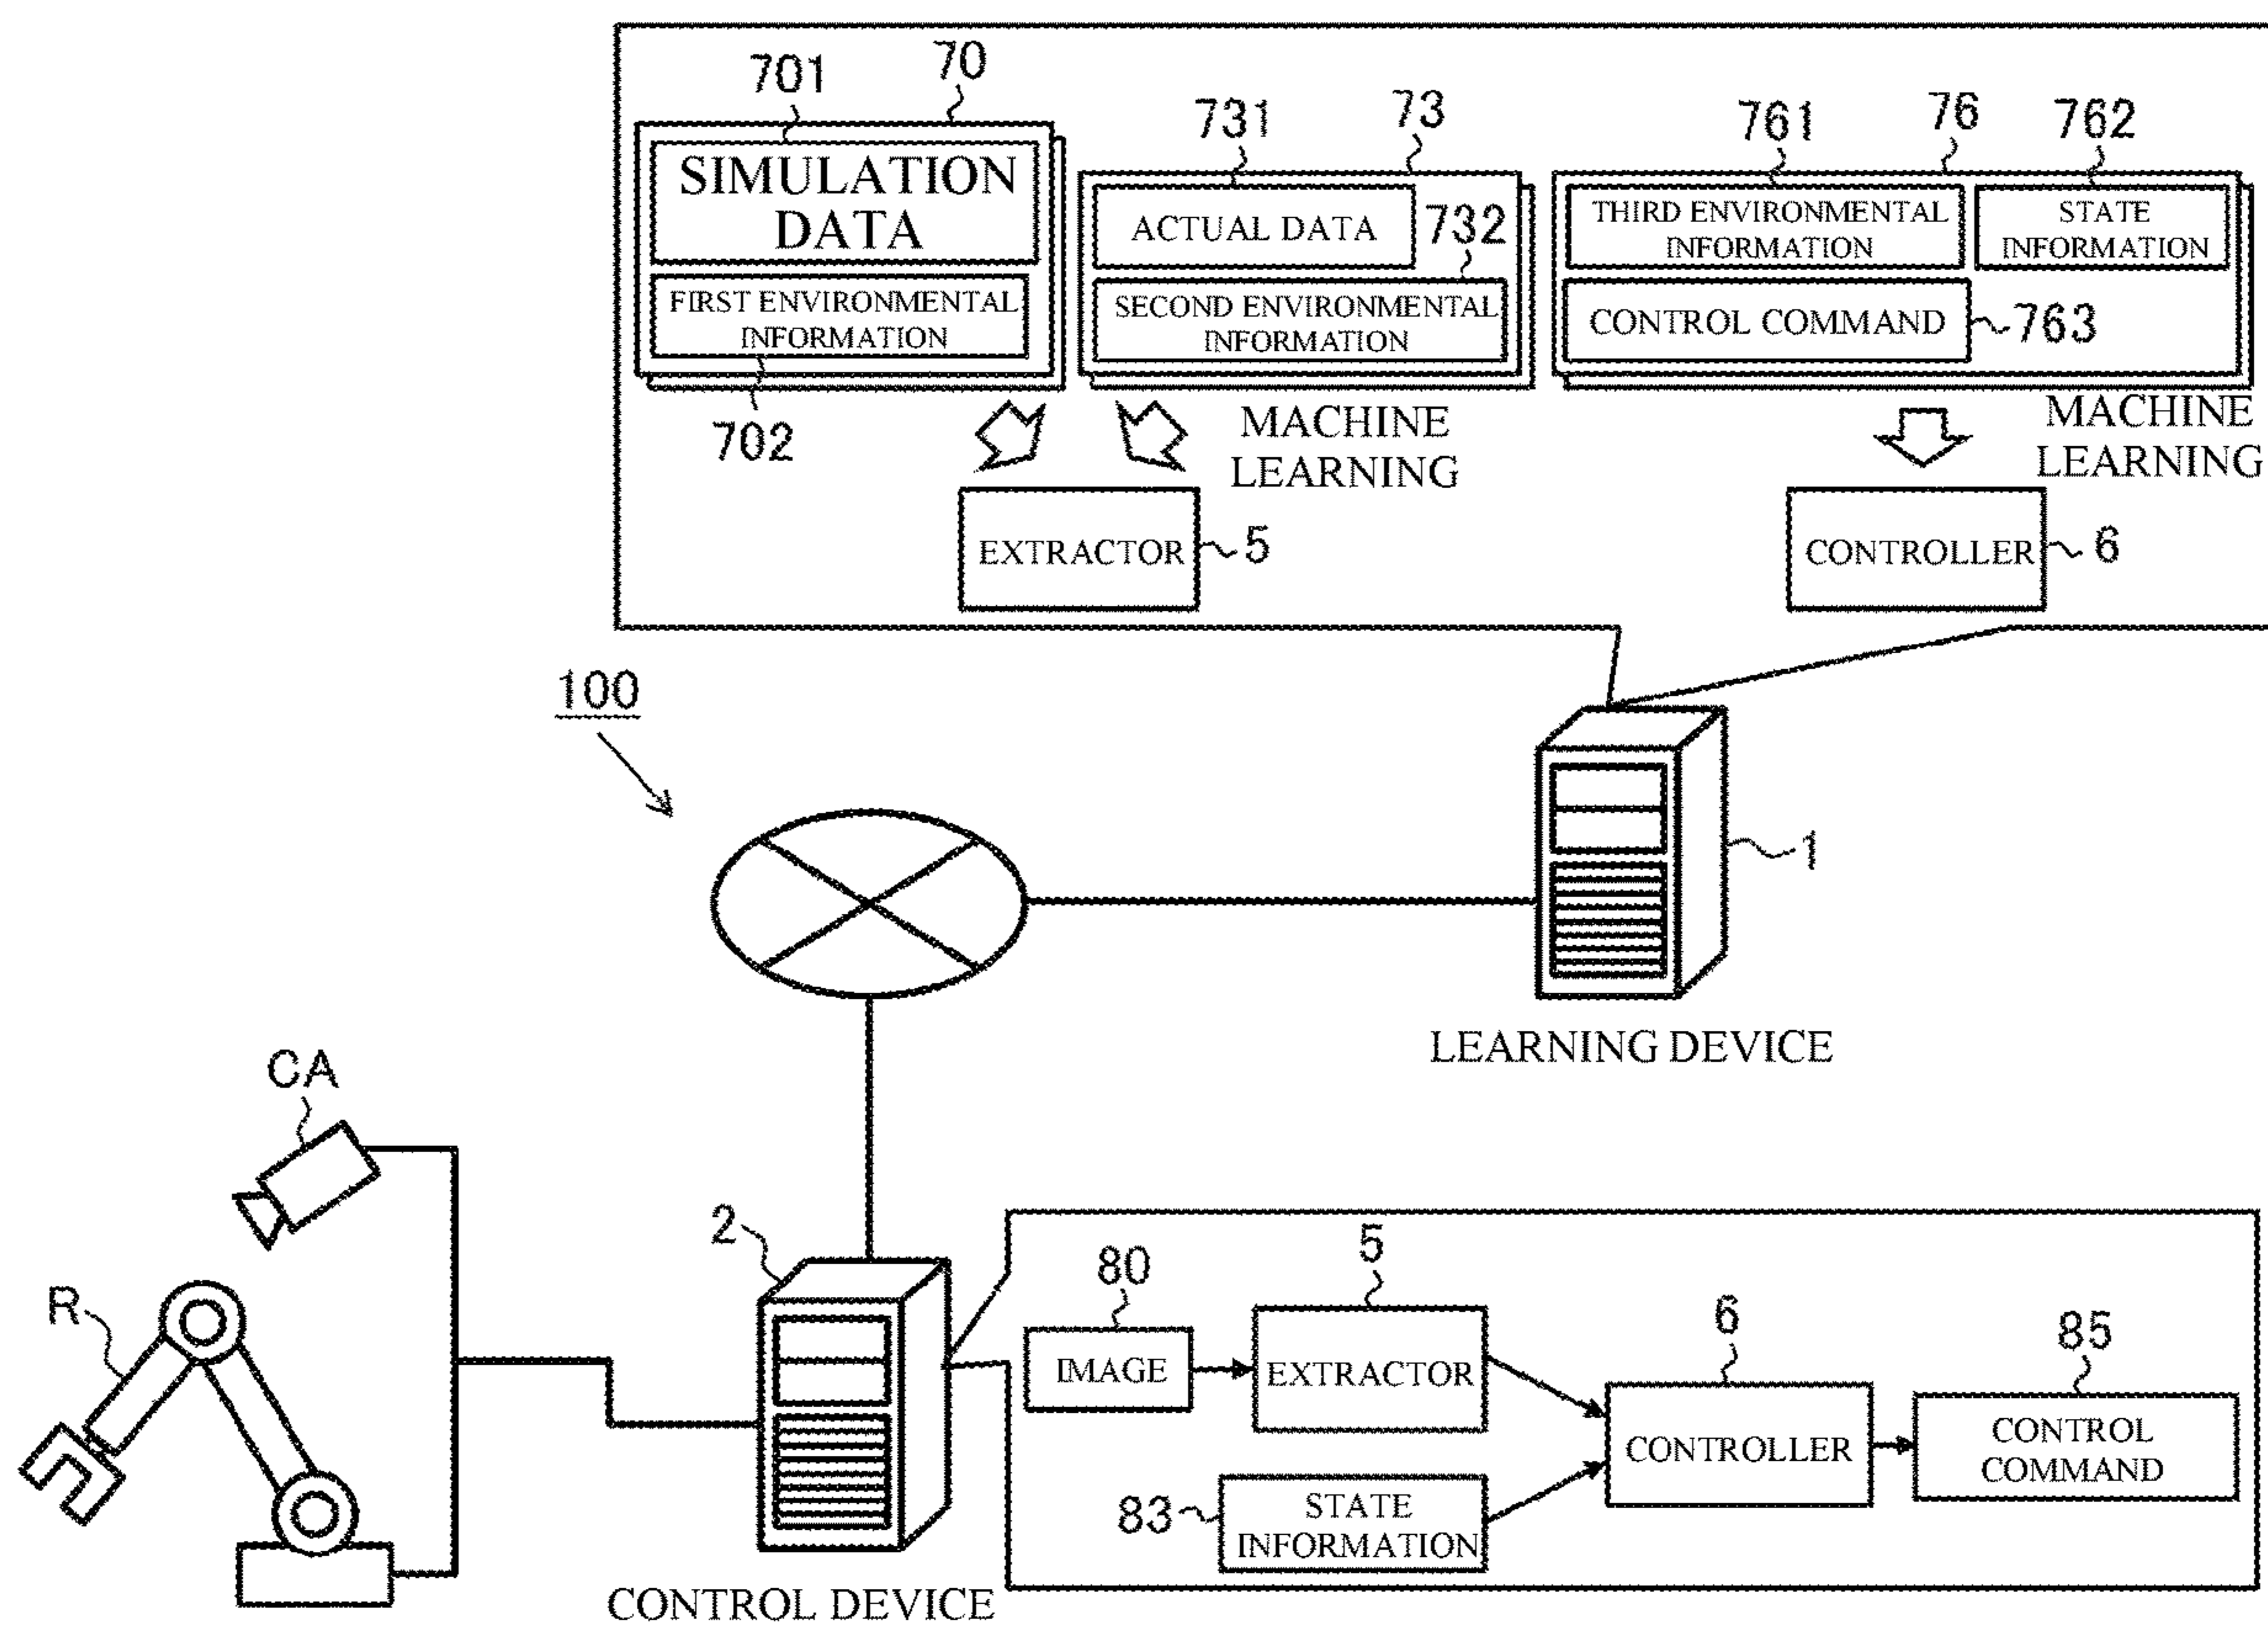 701
70
SIMULATION
DATA
FIRST ENVIRONMENTAL
INFORMATION
702
731
73
ACTUAL DATA
732
SECOND ENVIRONMENTAL
INFORMATION
761
76
762
THIRD ENVIRONMENTAL
INFORMATION
STATE
INFORMATION
CONTROL COMMAND
763
MACHINE
LEARNING
MACHINE
LEARNING
EXTRACTOR
5
CONTROLLER
6
100
1
LEARNING DEVICE
CA
R
2
CONTROL DEVICE
80
IMAGE
5
EXTRACTOR
83
STATE
INFORMATION
6
CONTROLLER
85
CONTROL
COMMAND